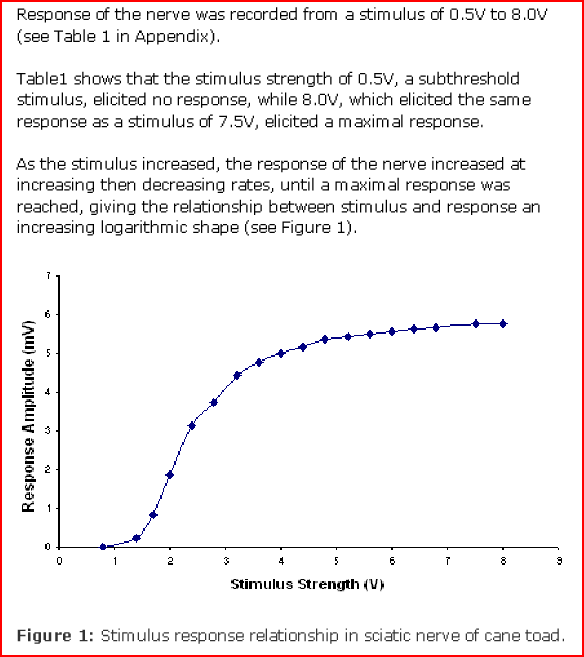 Response of the nerve was recorded from a stimulus of 0.5V to 8.0V
(see Table 1 in Appendix).
Table1 shows that the stimulus strength of 0.5V, a subthreshold
stimulus, elicited no response, while 8.0V, which elicited the same
response as a stimulus of 7.5V, elicited a maximal response.
As the stimulus increased, the response of the nerve increased at
increasing then decreasing rates, until a maximal response was
reached, giving the relationship between stimulus and response an
increasing logarithmic shape (see Figure 1).
7
6
5
4
3
2
1
0
Response Amplitude (mV)
0 1 2 3 4 5 6 7 8 9
Stimulus Strength (V)
Figure 1: Stimulus response relationship in sciatic nerve of cane toad.